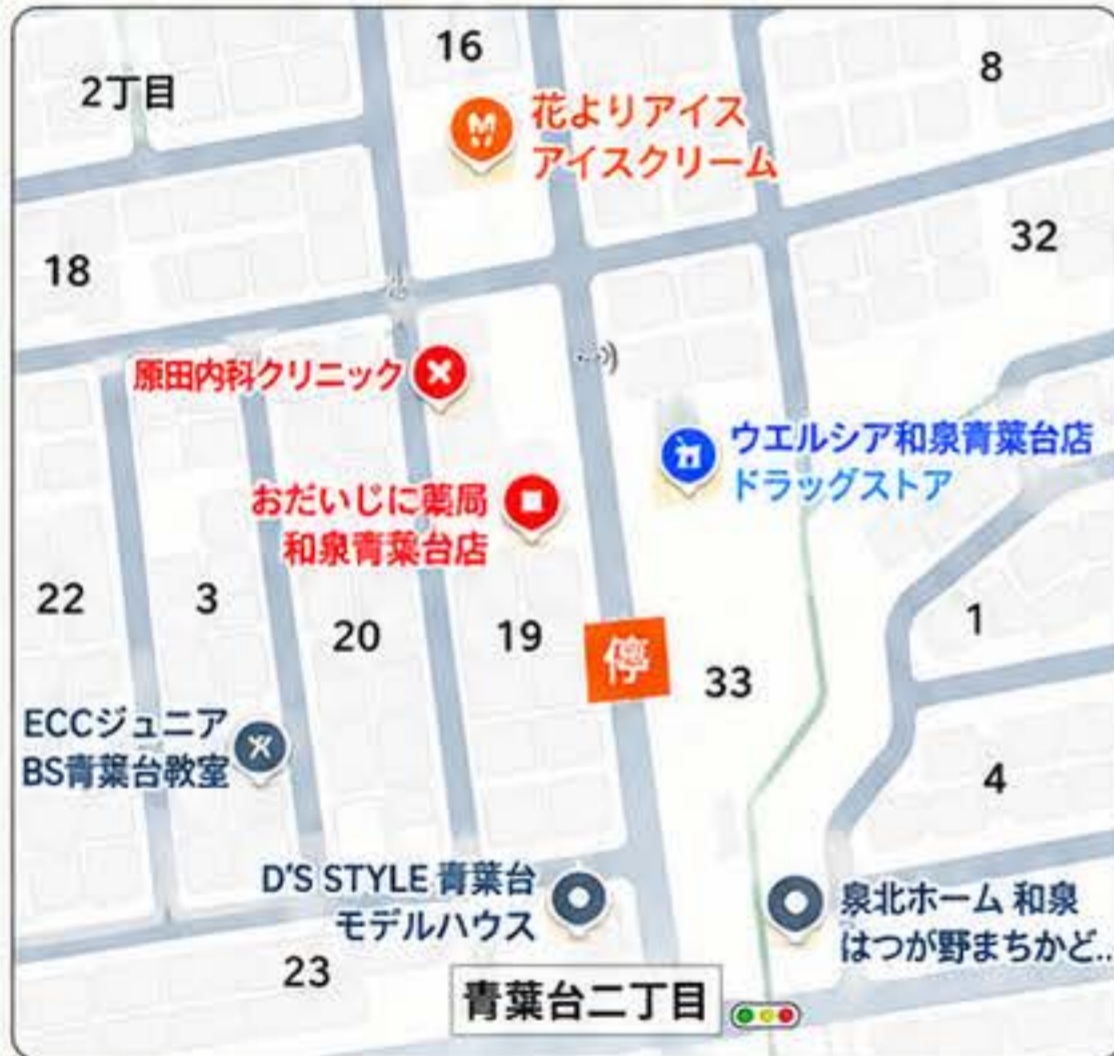 16
8
2丁目
花よりアイス
アイスクリーム
32
18
原田内科クリニック
ウエルシア和泉青葉台店
ドラッグストア
おだいじに薬局
和泉青葉台店
22
3
20
19
停
33
1
ECCジュニア
BS青葉台教室
4
D'S STYLE 青葉台
モデルハウス
泉北ホーム 和泉
はつが野まちかど...
23
青葉台二丁目